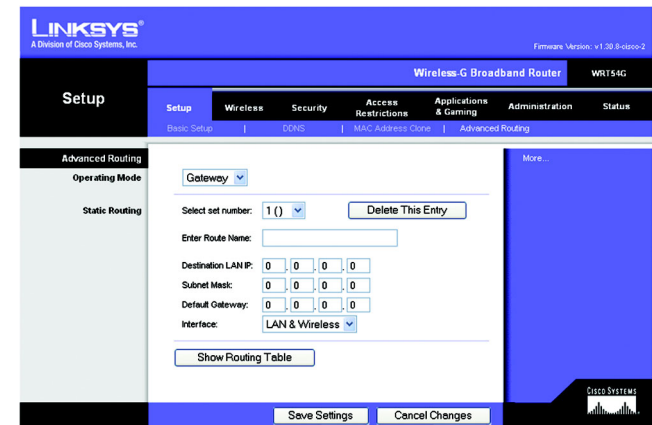 LINKSYS®
A Division of Cisco Systems, Inc.
Firmware Version: v1.30.8-cisco-2
Wireless-G Broadband Router WRT54G
Setup
Setup Wireless Security Access Restrictions Applications & Gaming Administration Status
Basic Setup | DDNS | MAC Address Clone | Advanced Routing
Advanced Routing
More...
Operating Mode Gateway
Static Routing Select set number: 1 () Delete This Entry
Enter Route Name:
Destination LAN IP: 0 . 0 . 0 . 0
Subnet Mask: 0 . 0 . 0 . 0
Default Gateway: 0 . 0 . 0 . 0
Interface: LAN & Wireless
Show Routing Table
CISCO SYSTEMS
Save Settings Cancel Changes